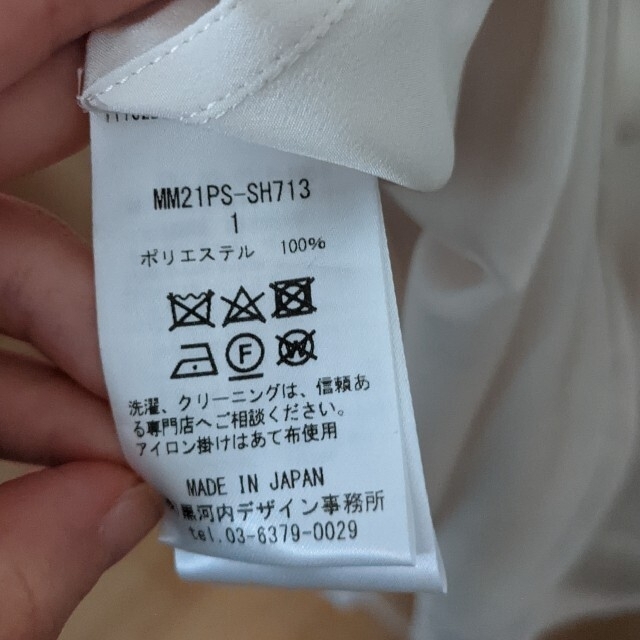 MM21PS-SH713
1
ポリエステル 100%
F
W
洗濯、クリーニングは、信頼あ
る専門店へご相談ください。
アイロン掛けはあて布使用
MADE IN JAPAN
黒河内デザイン事務所
tel.03-6379-0029